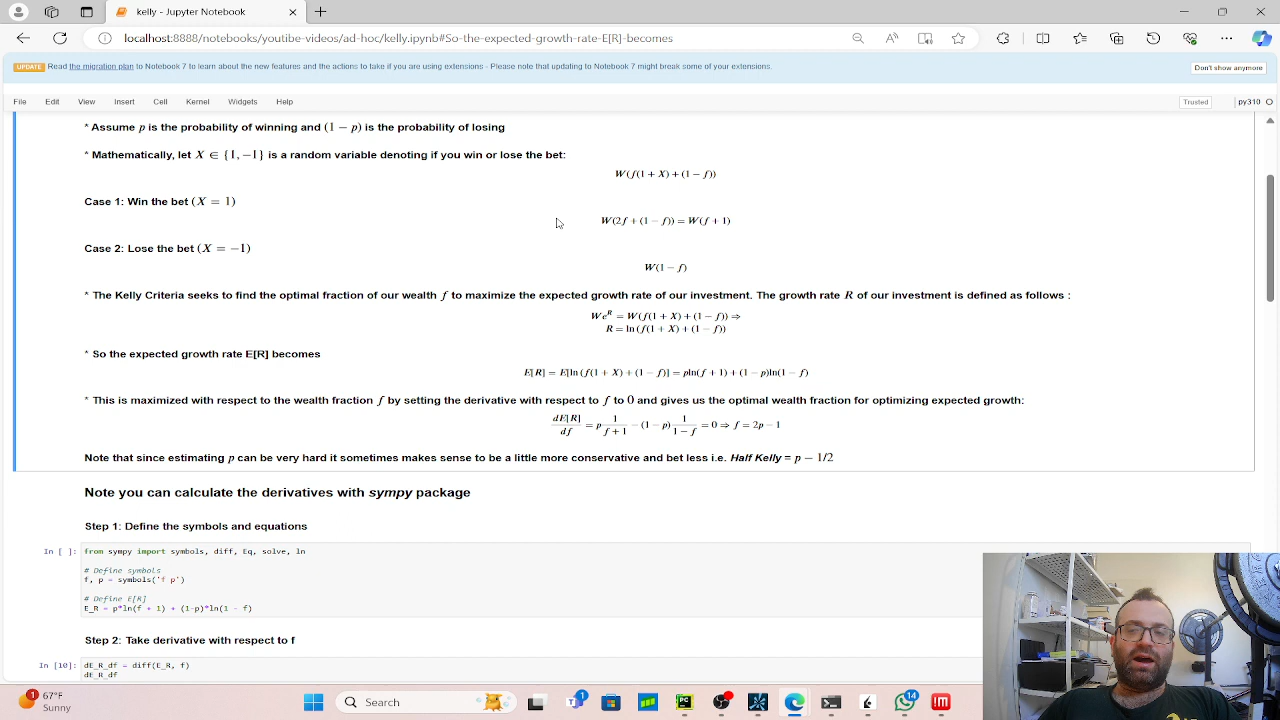 kelly - Jupyter Notebook
localhost:8888/notebooks/youtibe-videos/ad-hoc/kelly.ipynb#So-the-expected-growth-rate-E[R]-becomes
UPDATE Read the migration plan to Notebook 7 to learn about the new features and the actions to take if you are using extensions - Please note that updating to Notebook 7 might break some of your extensions.
Don't show anymore
File Edit View Insert Cell Kernel Widgets Help
Trusted
py310
* Assume p is the probability of winning and (1 − p) is the probability of losing
* Mathematically, let X ∈ {1, −1} is a random variable denoting if you win or lose the bet:
W(f(1 + X) + (1 − f))
Case 1: Win the bet (X = 1)
W(2f + (1 − f)) = W(f + 1)
Case 2: Lose the bet (X = −1)
W(1 − f)
* The Kelly Criteria seeks to find the optimal fraction of our wealth f to maximize the expected growth rate of our investment. The growth rate R of our investment is defined as follows :
We^R = W(f(1 + X) + (1 − f)) ⇒
R = ln (f(1 + X) + (1 − f))
* So the expected growth rate E[R] becomes
E[R] = E[ln (f(1 + X) + (1 − f)] = pln(f + 1) + (1 − p)ln(1 − f)
* This is maximized with respect to the wealth fraction f by setting the derivative with respect to f to 0 and gives us the optimal wealth fraction for optimizing expected growth:
dE[R]/df = p 1/(f + 1) − (1 − p) 1/(1 − f) = 0 ⇒ f = 2p − 1
Note that since estimating p can be very hard it sometimes makes sense to be a little more conservative and bet less i.e. Half Kelly = p − 1/2
Note you can calculate the derivatives with sympy package
Step 1: Define the symbols and equations
In [ ]: from sympy import symbols, diff, Eq, solve, ln
# Define symbols
f, p = symbols('f p')
# Define E[R]
E_R = p*ln(f + 1) + (1-p)*ln(1 - f)
Step 2: Take derivative with respect to f
In [10]: dE_R_df = diff(E_R, f)
dE_R_df
1
67°F
Sunny
Search
1
14